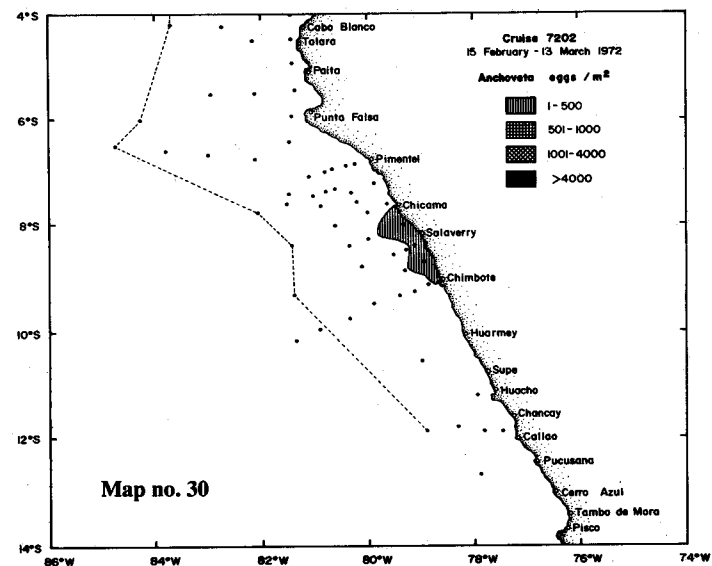 4°S
Cabo Blanco
Talara
Cruise 7202
15 February - 13 March 1972
Paita
Anchoveta eggs / m²
1-500
501-1000
1001-4000
>4000
6°S
Punta Falsa
Pimentel
Chicama
8°S
Salaverry
Chimbote
10°S
Huarmey
Supe
Huacho
Chancay
12°S
Callao
Pucusana
Map no. 30
Cerro Azul
Tambo de Mora
Pisco
14°S
86°W
84°W
82°W
80°W
78°W
76°W
74°W